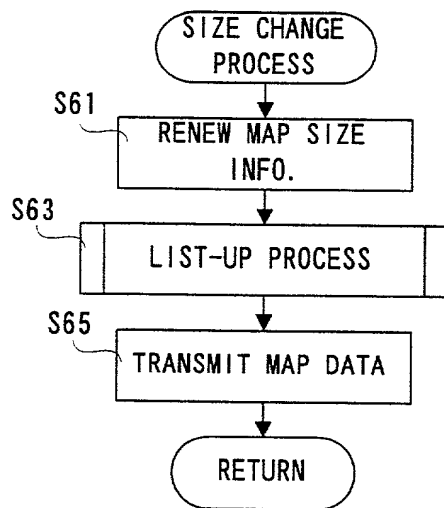 SIZE CHANGE
PROCESS
S61
RENEW MAP SIZE
INFO.
S63
LIST-UP PROCESS
S65
TRANSMIT MAP DATA
RETURN